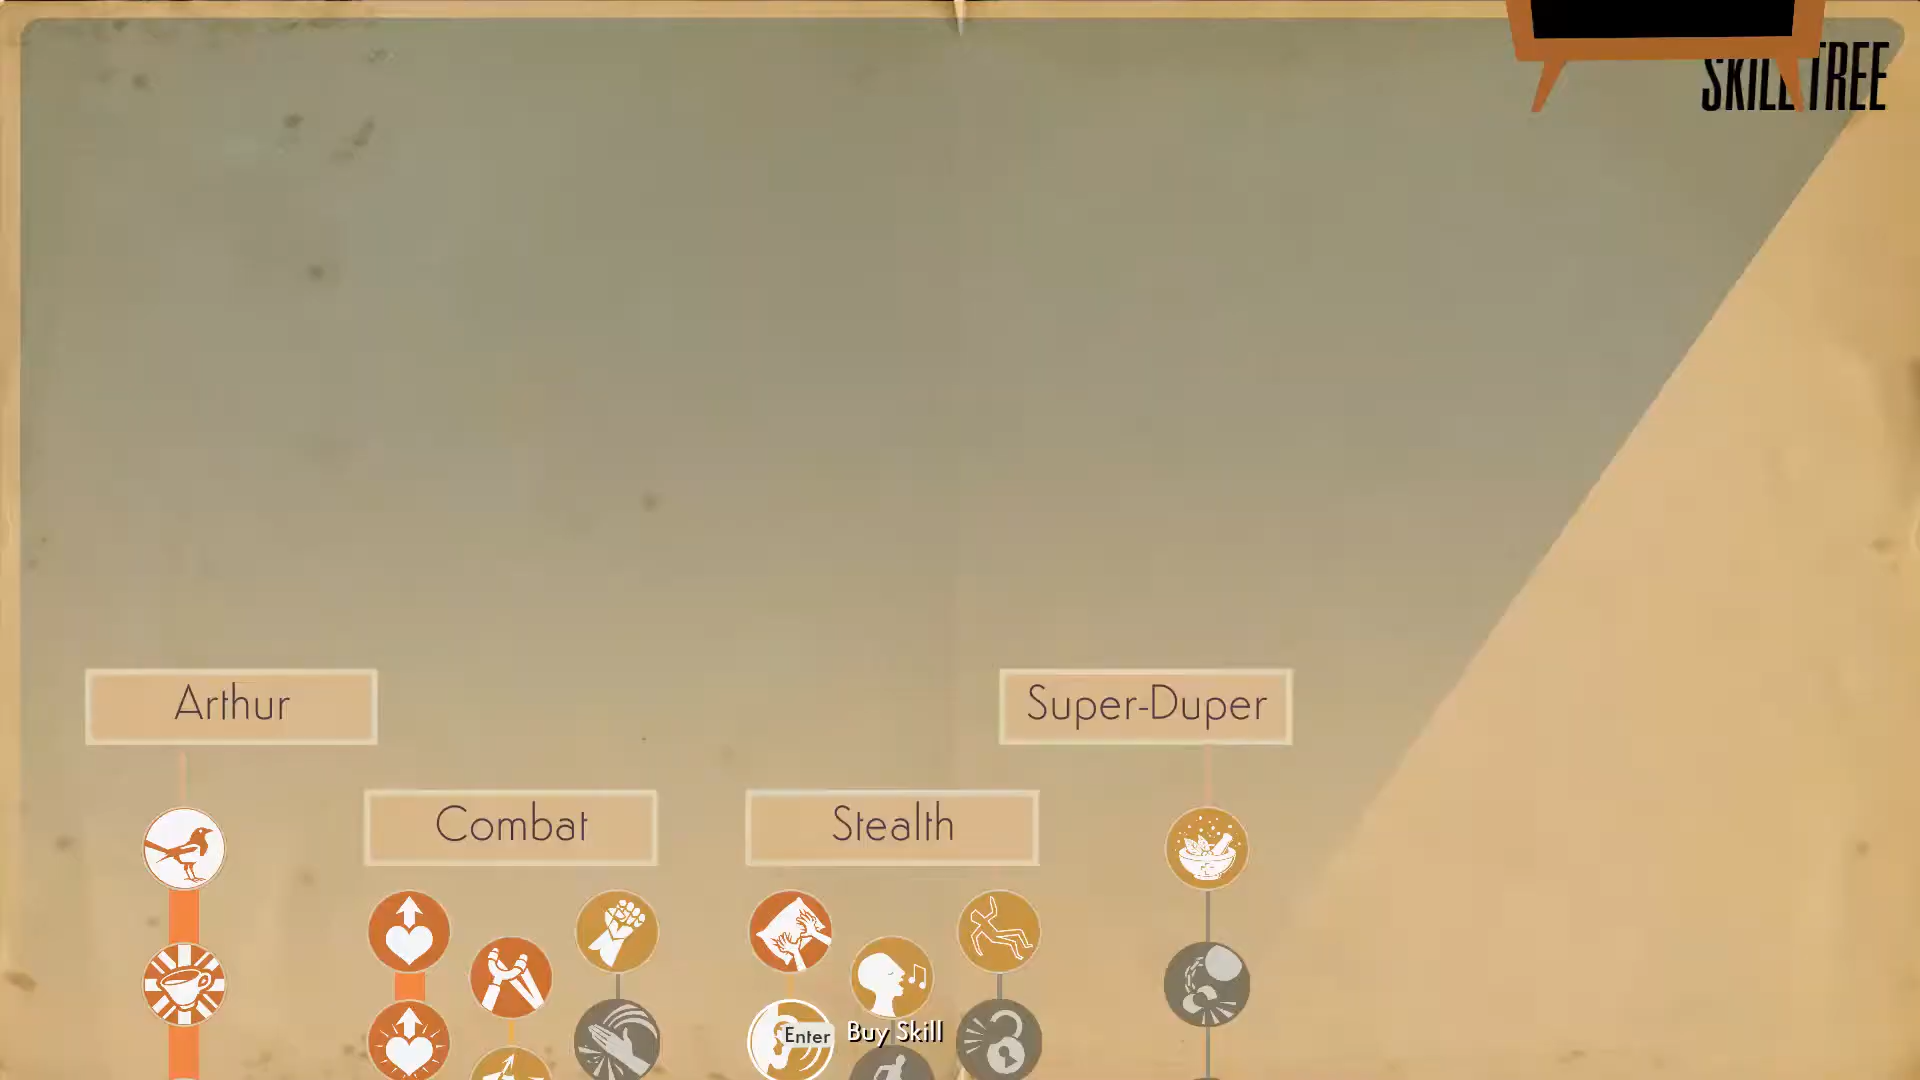 SKILL TREE
Arthur
Super-Duper
Combat
Stealth
Enter Buy Skill